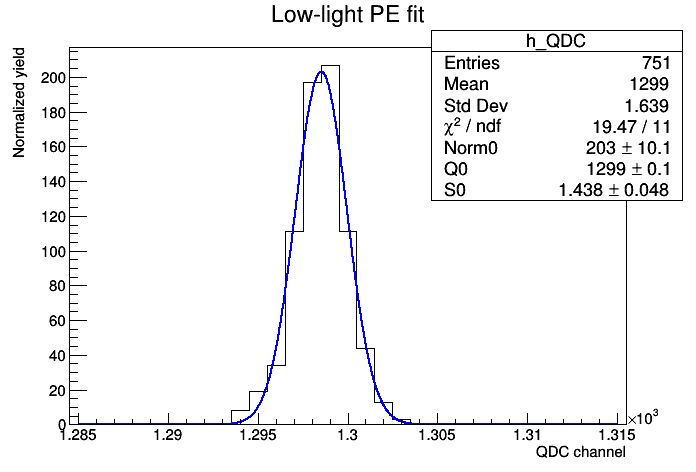 Low-light PE fit
h_QDC
Entries 751
Mean 1299
Std Dev 1.639
χ² / ndf 19.47 / 11
Norm0 203 ± 10.1
Q0 1299 ± 0.1
S0 1.438 ± 0.048
Normalized yield
200
180
160
140
120
100
80
60
40
20
0
1.285 1.29 1.295 1.3 1.305 1.31 1.315
×10³
QDC channel